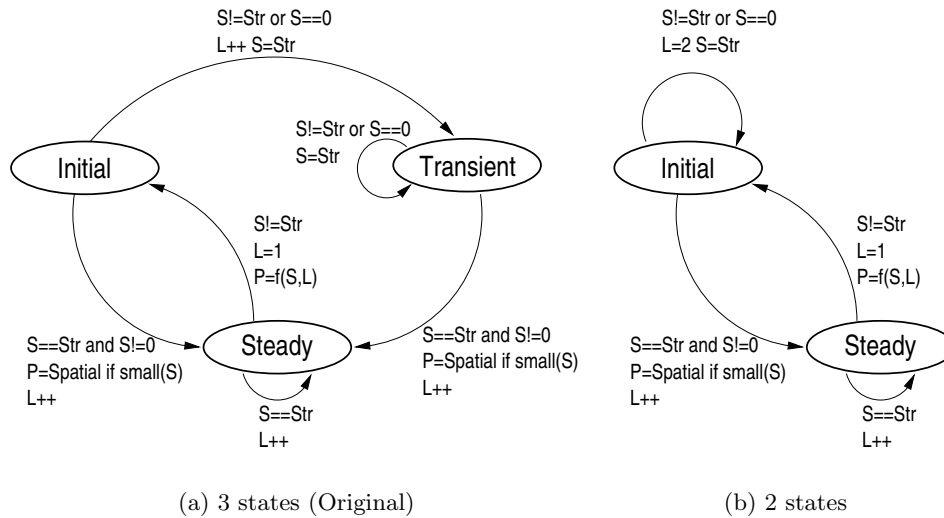 S!=Str or S==0
L++ S=Str
Initial
S!=Str or S==0
S=Str
Transient
S!=Str
L=1
P=f(S,L)
S==Str and S!=0
P=Spatial if small(S)
L++
Steady
S==Str and S!=0
P=Spatial if small(S)
L++
S==Str
L++
(a) 3 states (Original)
S!=Str or S==0
L=2 S=Str
Initial
S!=Str
L=1
P=f(S,L)
S==Str and S!=0
P=Spatial if small(S)
L++
Steady
S==Str
L++
(b) 2 states